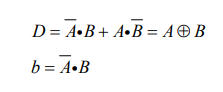 D = A̅•B + A•B̅ = A ⊕ B
b = A̅•B